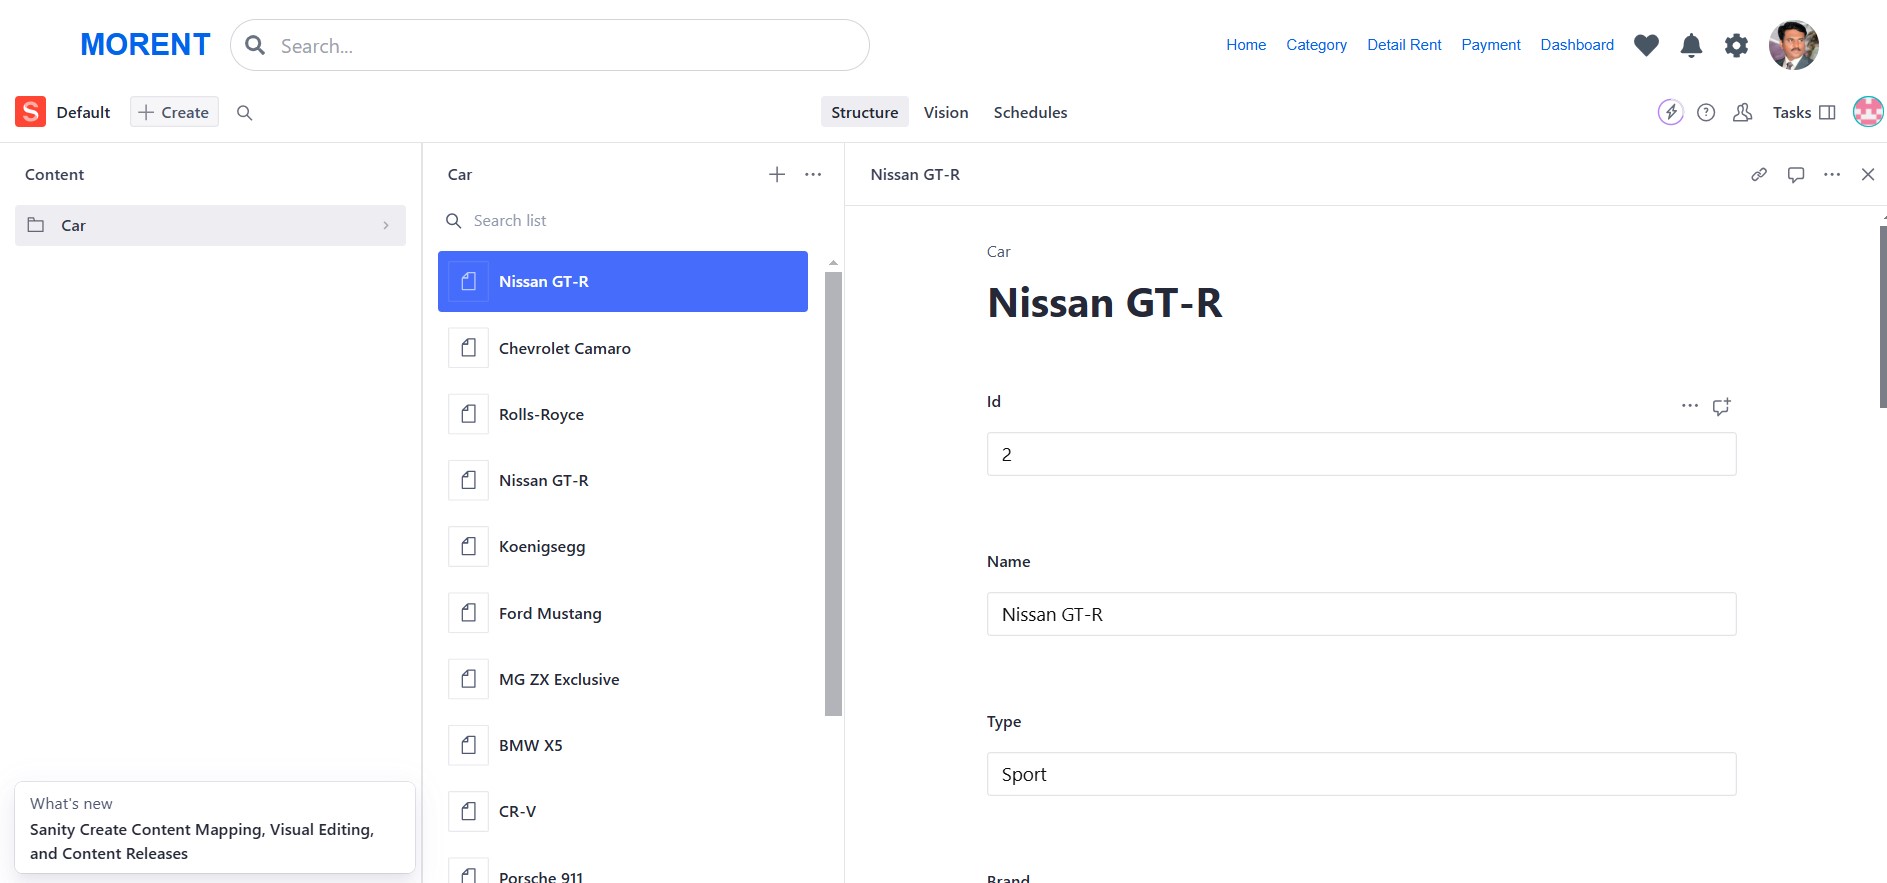 MORENT
Search...
Home Category Detail Rent Payment Dashboard
S Default + Create
Structure Vision Schedules
Tasks
Content
Car
Car
Search list
Nissan GT-R
Chevrolet Camaro
Rolls-Royce
Nissan GT-R
Koenigsegg
Ford Mustang
MG ZX Exclusive
BMW X5
CR-V
Porsche 911
Nissan GT-R
Car
Nissan GT-R
Id
2
Name
Nissan GT-R
Type
Sport
Brand
What's new
Sanity Create Content Mapping, Visual Editing,
and Content Releases